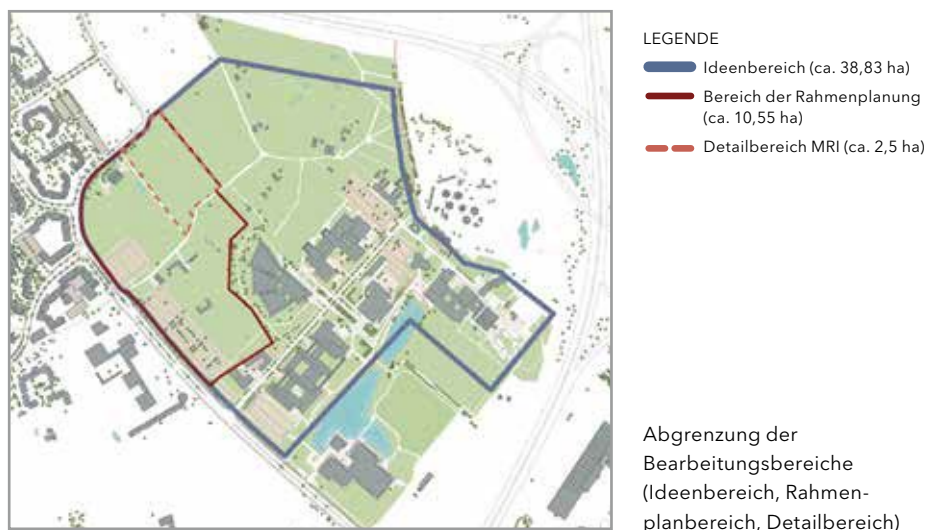 LEGENDE
Ideenbereich (ca. 38,83 ha)
Bereich der Rahmenplanung
(ca. 10,55 ha)
Detailbereich MRI (ca. 2,5 ha)
Abgrenzung der
Bearbeitungsbereiche
(Ideenbereich, Rahmen-
planbereich, Detailbereich)